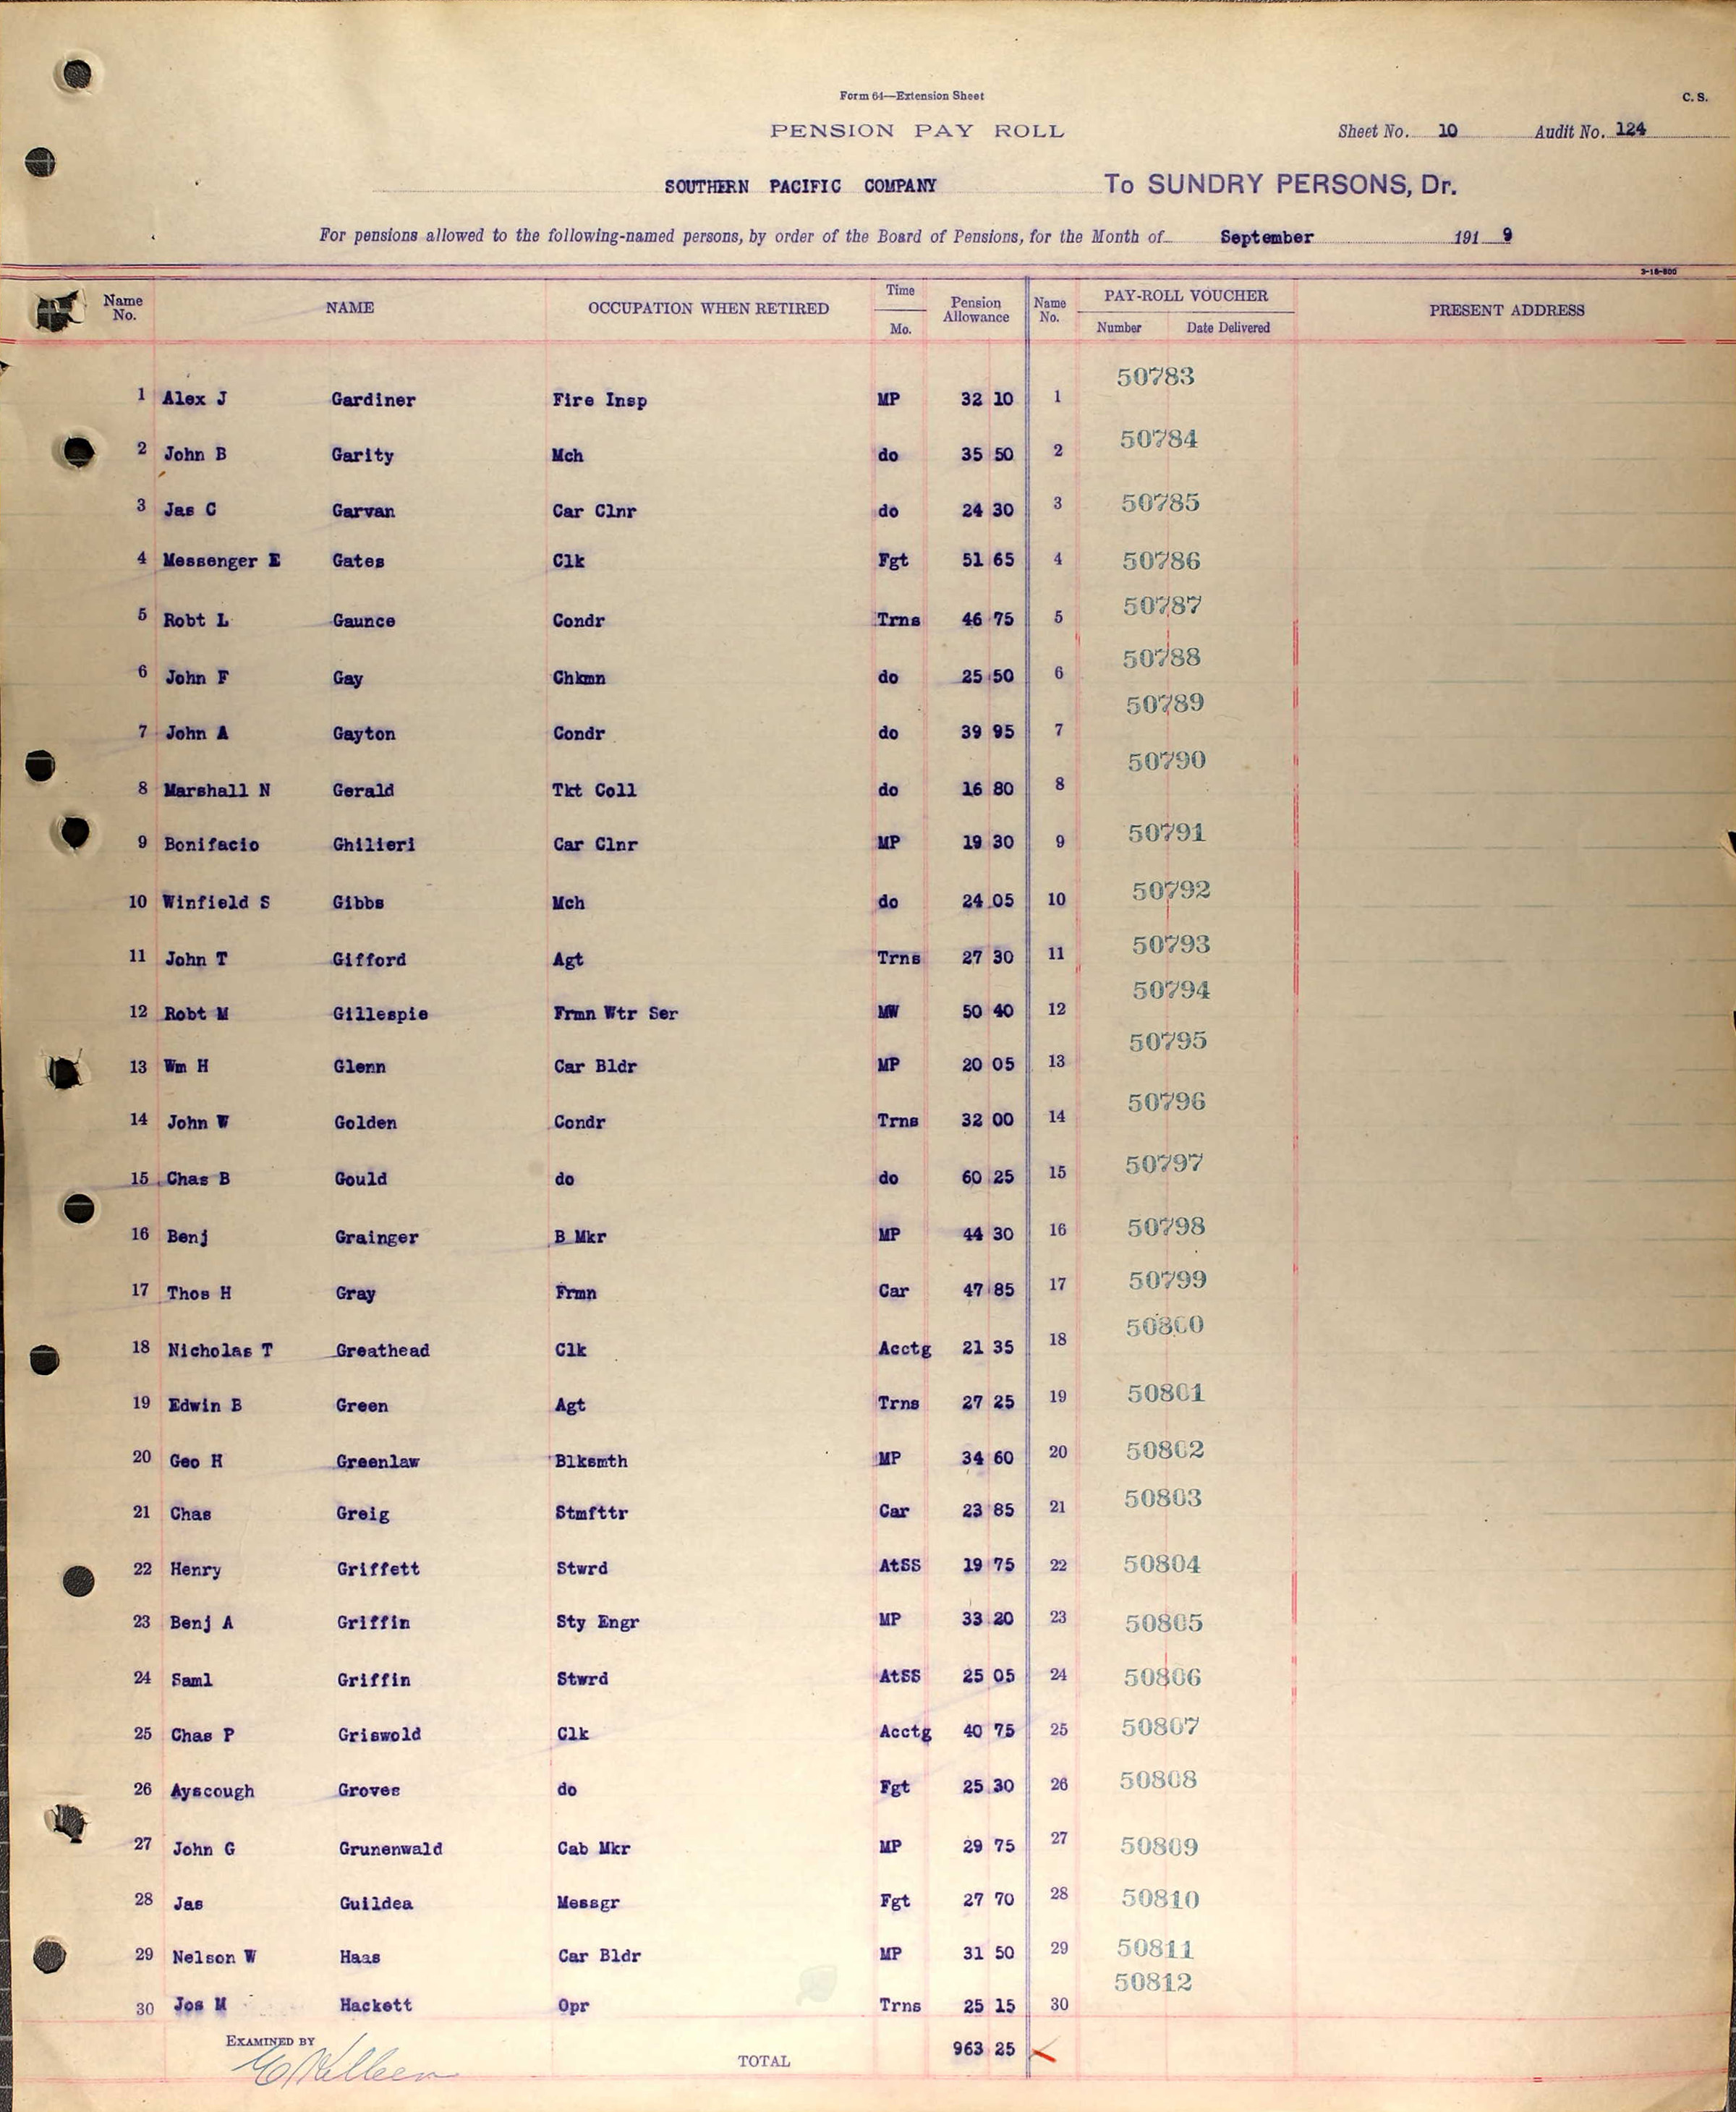 Form 64—Extension Sheet
C. S.
PENSION PAY ROLL
Sheet No. 10 Audit No. 124
SOUTHERN PACIFIC COMPANY To SUNDRY PERSONS, Dr.
For pensions allowed to the following-named persons, by order of the Board of Pensions, for the Month of September 191 9
3-18-800
Name No. NAME OCCUPATION WHEN RETIRED Time Mo. Pension Allowance Name No. PAY-ROLL VOUCHER Number Date Delivered PRESENT ADDRESS
1 Alex J Gardiner Fire Insp MP 32 10 1 50783
2 John B Garity Mch do 35 50 2 50784
3 Jas C Garvan Car Clnr do 24 30 3 50785
4 Messenger E Gates Clk Fgt 51 65 4 50786
5 Robt L Gaunce Condr Trns 46 75 5 50787
6 John F Gay Chkmn do 25 50 6 50788
7 John A Gayton Condr do 39 95 7 50789
8 Marshall N Gerald Tkt Coll do 16 80 8 50790
9 Bonifacio Ghilieri Car Clnr MP 19 30 9 50791
10 Winfield S Gibbs Mch do 24 05 10 50792
11 John T Gifford Agt Trns 27 30 11 50793
12 Robt M Gillespie Frmn Wtr Ser MW 50 40 12 50794
13 Wm H Glenn Car Bldr MP 20 05 13 50795
14 John W Golden Condr Trns 32 00 14 50796
15 Chas B Gould do do 60 25 15 50797
16 Benj Grainger B Mkr MP 44 30 16 50798
17 Thos H Gray Frmn Car 47 85 17 50799
18 Nicholas T Greathead Clk Acctg 21 35 18 50800
19 Edwin B Green Agt Trns 27 25 19 50801
20 Geo H Greenlaw Blksmth MP 34 60 20 50802
21 Chas Greig Stmfttr Car 23 85 21 50803
22 Henry Griffett Stwrd AtSS 19 75 22 50804
23 Benj A Griffin Sty Engr MP 33 20 23 50805
24 Saml Griffin Stwrd AtSS 25 05 24 50806
25 Chas P Griswold Clk Acctg 40 75 25 50807
26 Ayscough Groves do Fgt 25 30 26 50808
27 John G Grunenwald Cab Mkr MP 29 75 27 50809
28 Jas Guildea Messgr Fgt 27 70 28 50810
29 Nelson W Haas Car Bldr MP 31 50 29 50811
30 Jos M Hackett Opr Trns 25 15 30 50812
EXAMINED BY
TOTAL 963 25